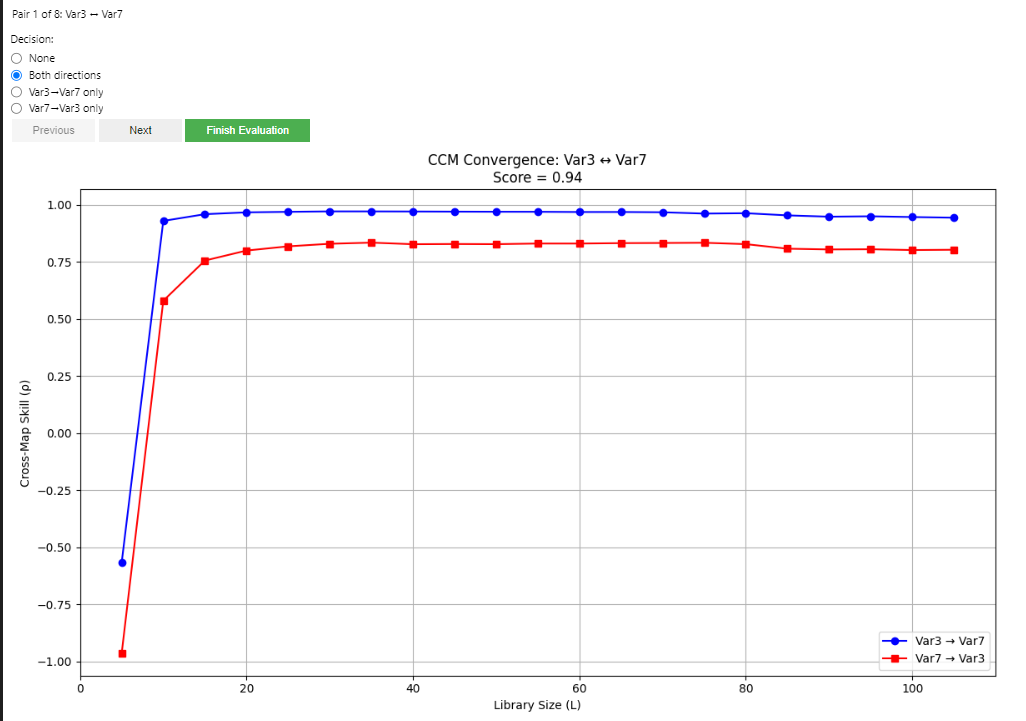 Pair 1 of 8: Var3 ↔ Var7
Decision:
None
Both directions
Var3→Var7 only
Var7→Var3 only
Previous Next Finish Evaluation
CCM Convergence: Var3 ↔ Var7
Score = 0.94
1.00
0.75
0.50
0.25
0.00
−0.25
−0.50
−0.75
−1.00
Cross-Map Skill (ρ)
Var3 → Var7
Var7 → Var3
0 20 40 60 80 100
Library Size (L)